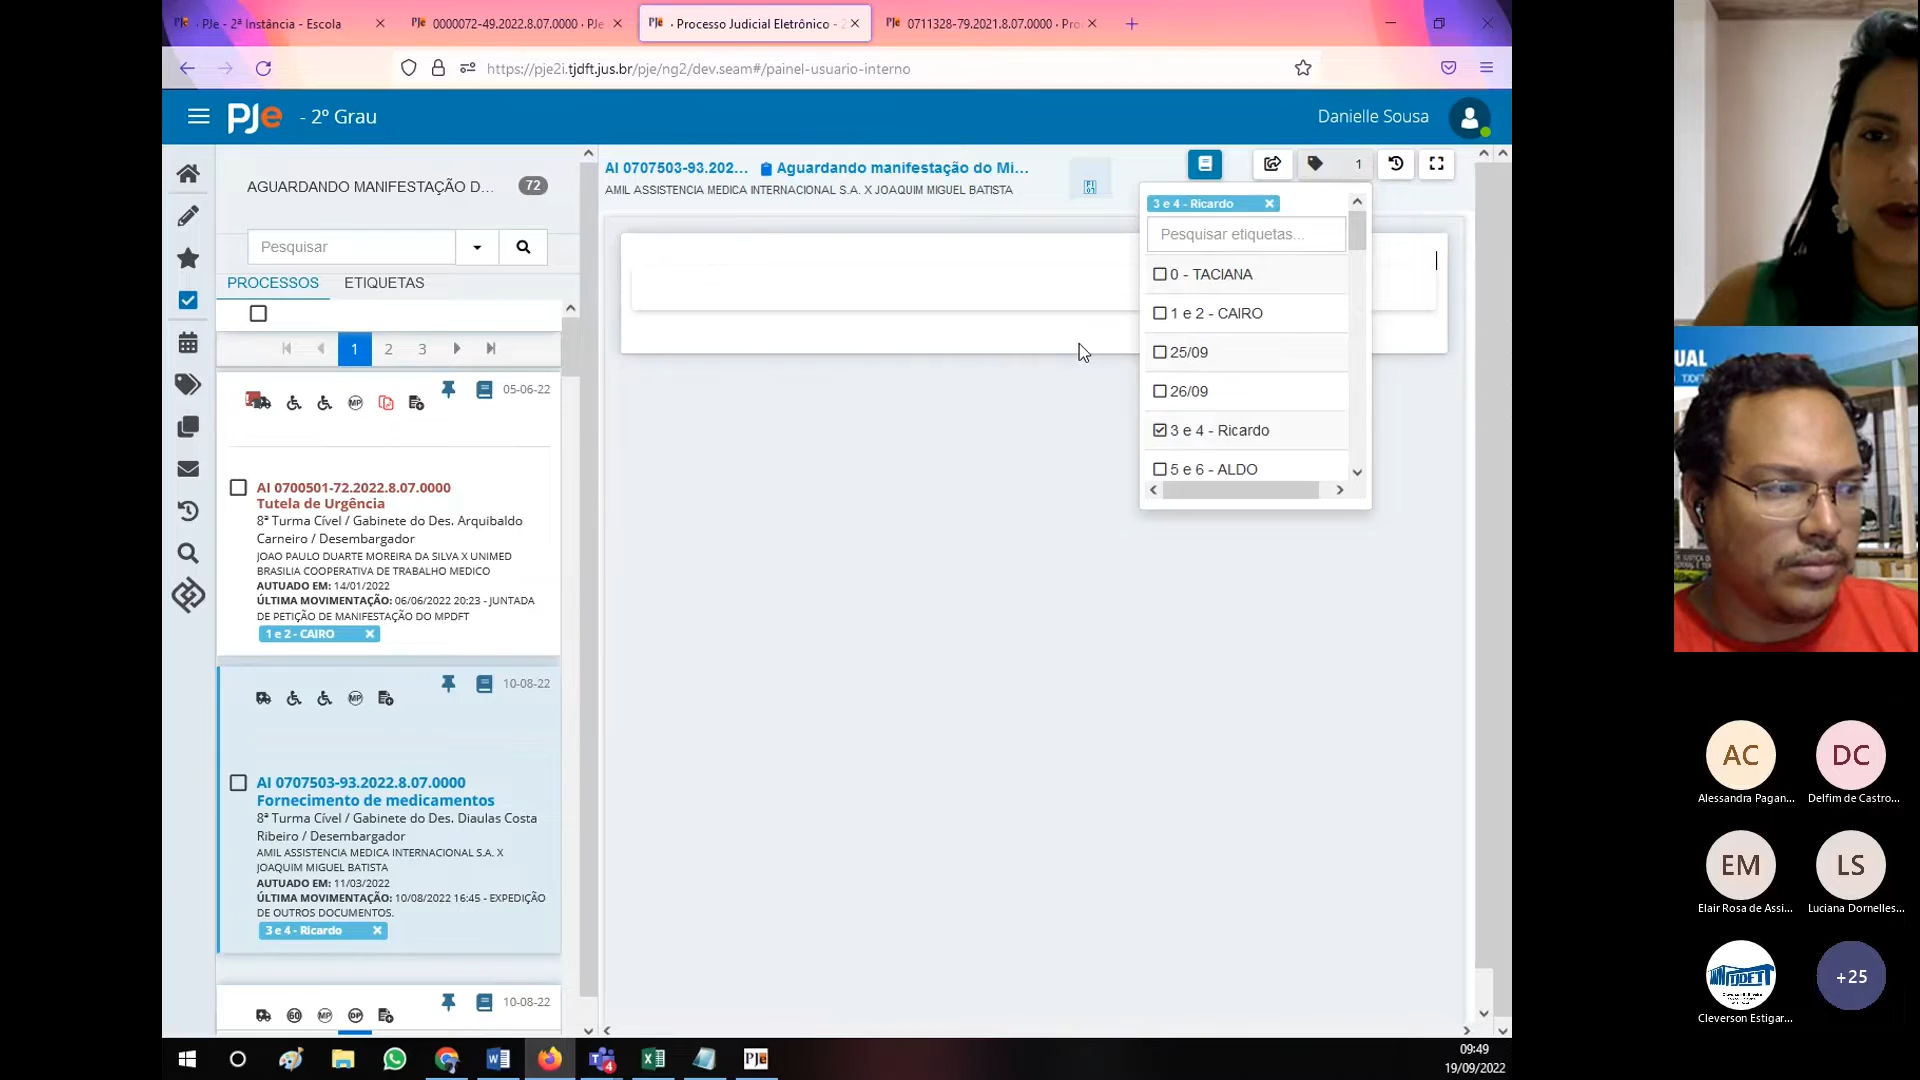 PJe - 2ª Instância - Escola
0000072-49.2022.8.07.0000 · PJe
· Processo Judicial Eletrônico - 2
0711328-79.2021.8.07.0000 · Pro
https://pje2i.tjdft.jus.br/pje/ng2/dev.seam#/painel-usuario-interno
PJe - 2º Grau
Danielle Sousa
AGUARDANDO MANIFESTAÇÃO D... 72
Pesquisar
PROCESSOS ETIQUETAS
1 2 3
05-06-22
AI 0700501-72.2022.8.07.0000
Tutela de Urgência
8ª Turma Cível / Gabinete do Des. Arquibaldo
Carneiro / Desembargador
JOAO PAULO DUARTE MOREIRA DA SILVA X UNIMED
BRASILIA COOPERATIVA DE TRABALHO MEDICO
AUTUADO EM: 14/01/2022
ÚLTIMA MOVIMENTAÇÃO: 06/06/2022 20:23 - JUNTADA
DE PETIÇÃO DE MANIFESTAÇÃO DO MPDFT
1 e 2 - CAIRO
MP
10-08-22
AI 0707503-93.2022.8.07.0000
Fornecimento de medicamentos
8ª Turma Cível / Gabinete do Des. Diaulas Costa
Ribeiro / Desembargador
AMIL ASSISTENCIA MEDICA INTERNACIONAL S.A. X
JOAQUIM MIGUEL BATISTA
AUTUADO EM: 11/03/2022
ÚLTIMA MOVIMENTAÇÃO: 10/08/2022 16:45 - EXPEDIÇÃO
DE OUTROS DOCUMENTOS.
3 e 4 - Ricardo
60 MP DP
10-08-22
AI 0707503-93.202... Aguardando manifestação do Mi...
AMIL ASSISTENCIA MEDICA INTERNACIONAL S.A. X JOAQUIM MIGUEL BATISTA
1
3 e 4 - Ricardo
Pesquisar etiquetas...
0 - TACIANA
1 e 2 - CAIRO
25/09
26/09
3 e 4 - Ricardo
5 e 6 - ALDO
AC
Alessandra Pagan...
DC
Delfim de Castro...
EM
Elair Rosa de Assi...
LS
Luciana Dornelles...
TJDFT
Cleverson Estigar...
+25
4
PJe
09:49
19/09/2022